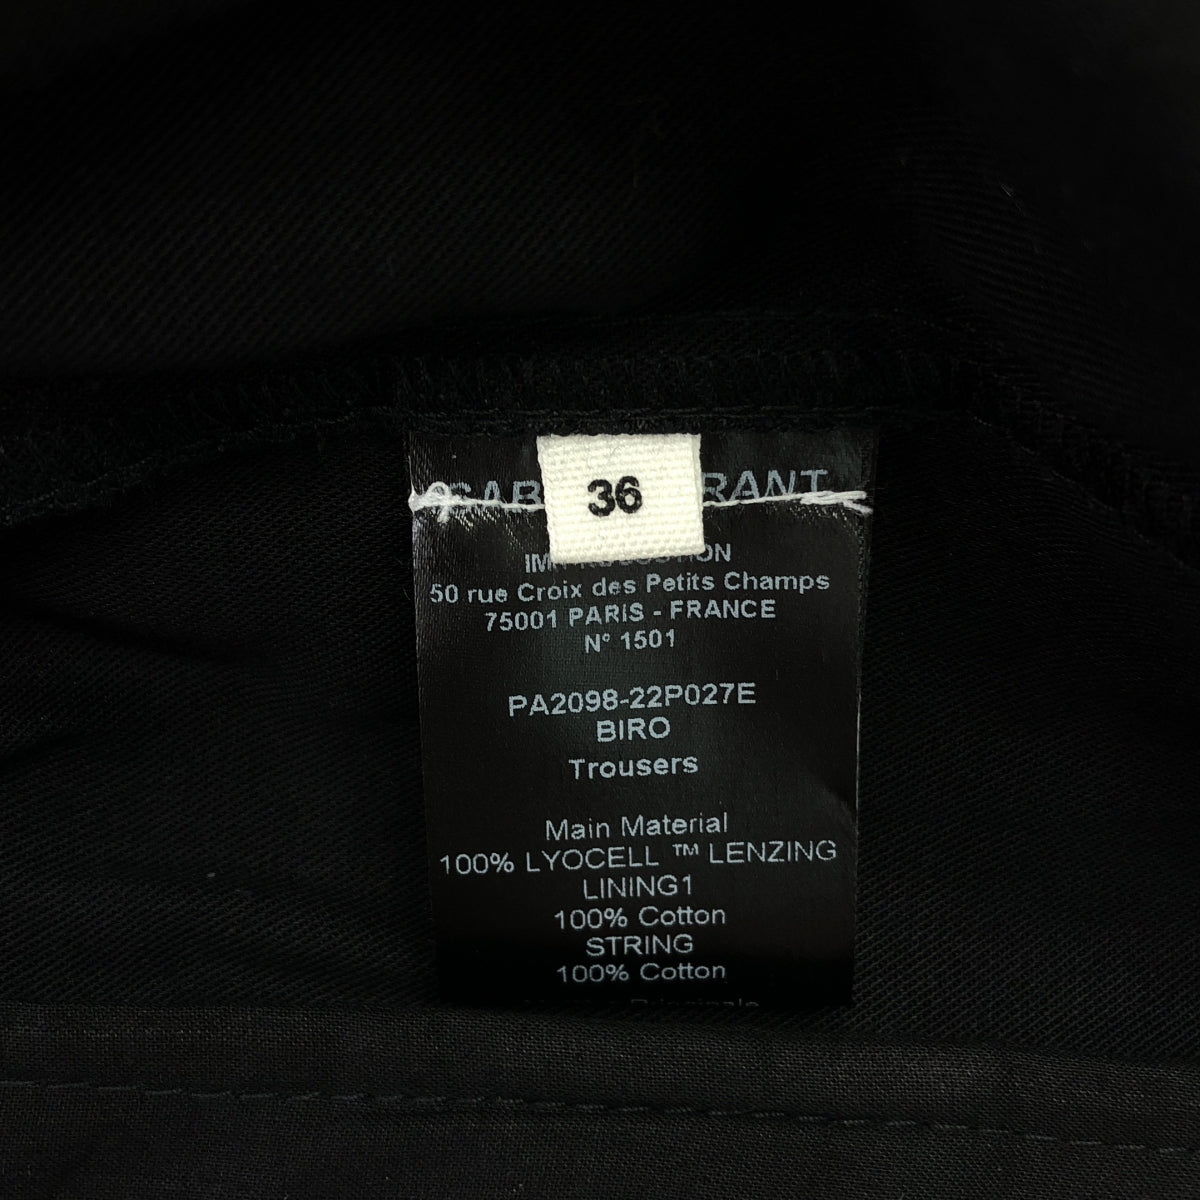 36
50 rue Croix des Petits Champs
75001 PARIS - FRANCE
N° 1501
PA2098-22P027E
BIRO
Trousers
Main Material
100% LYOCELL ™ LENZING
LINING1
100% Cotton
STRING
100% Cotton
Principale